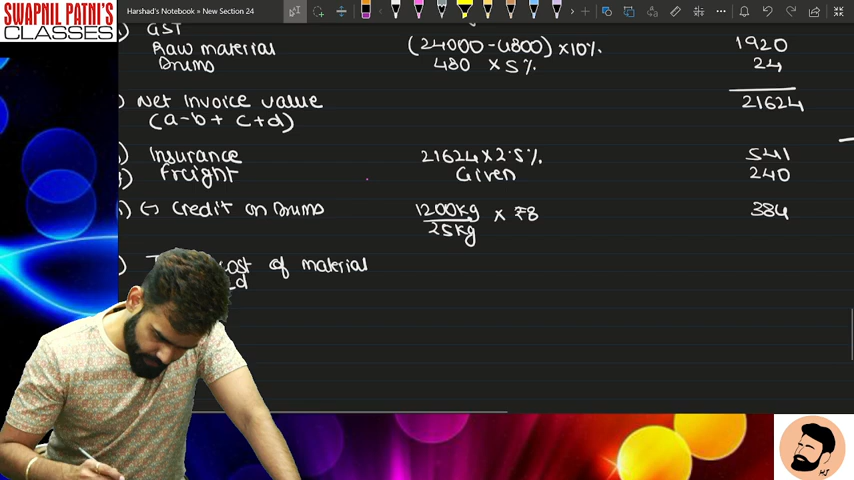 SWAPNIL PATNI'S
CLASSES
Harshad's Notebook » New Section 24
) GST
Raw material (24000-4800) × 10% 1920
Drums 480 × 5% 24
) Net Invoice value 21624
(a-b+ c+d)
) Insurance 21624 × 2.5% 541
) Freight Given 240
) (-) Credit on Drums 1200kg × ₹8 384
25kg
) cost of material
d
HS